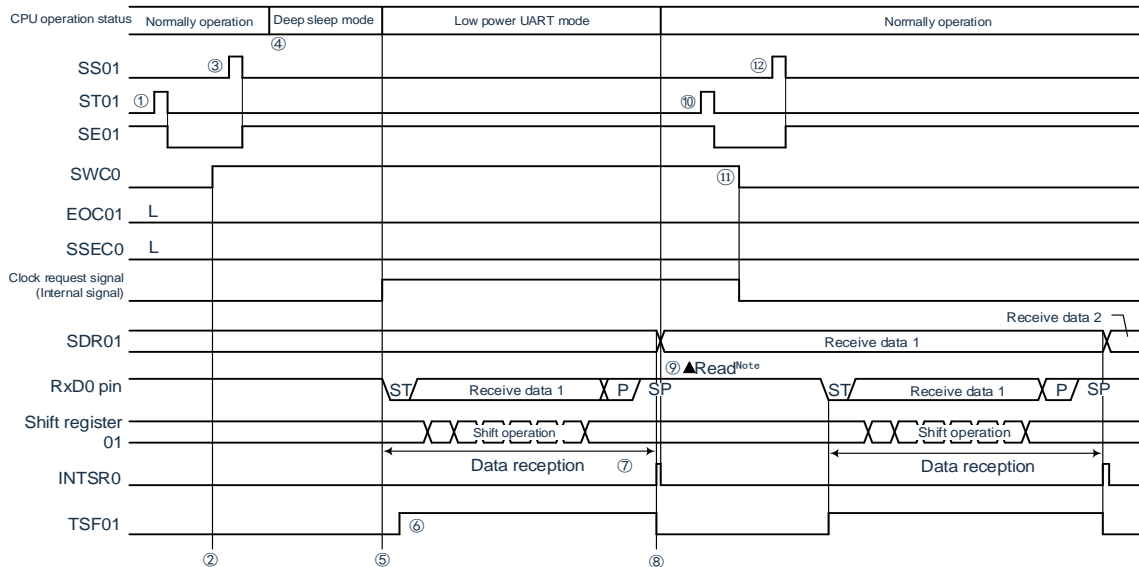 CPU operation status Normally operation Deep sleep mode Low power UART mode Normally operation
④
SS01 ③ ⑫
ST01 ① ⑩
SE01
SWC0 ⑪
EOC01 L
SSEC0 L
Clock request signal
(Internal signal)
Receive data 2
SDR01 Receive data 1
⑨ ▲Read Note
RxD0 pin ST Receive data 1 P SP ST Receive data 1 P SP
Shift register
01 Shift operation Shift operation
Data reception ⑦ Data reception
INTSR0
TSF01 ⑥
② ⑤ ⑧